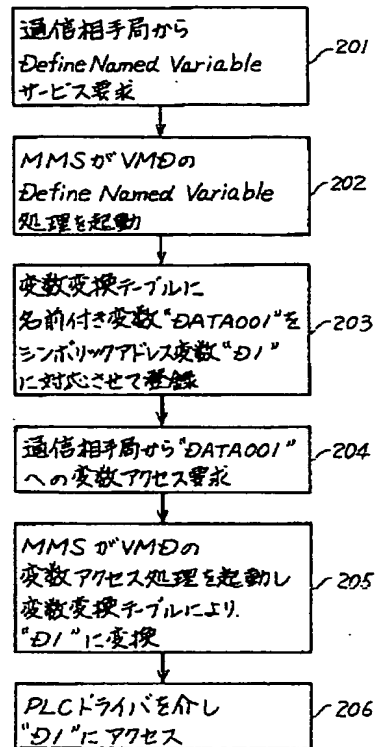 通信相手局から
Define Named Variable
サービス要求
201
MMSがVMDの
Define Named Variable
処理を起動
202
変数変換テーブルに
名前付き変数"DATA001"を
シンボリックアドレス変数"D1"
に対応させて登録
203
通信相手局から"DATA001"
への変数アクセス要求
204
MMSがVMDの
変数アクセス処理を起動し
変数変換テーブルにより
"D1"に変換
205
PLCドライバを介し
"D1"にアクセス
206